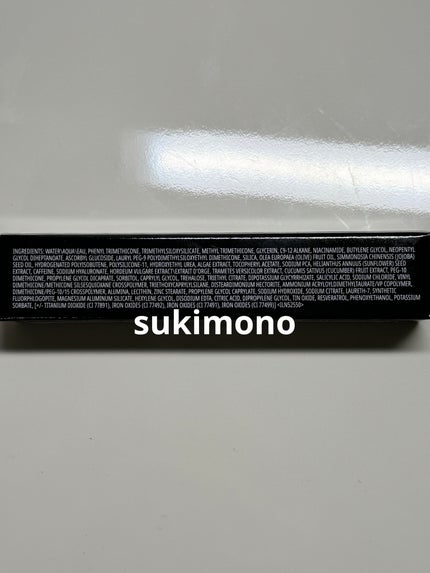 INGREDIENTS: WATER\AQUA\EAU, PHENYL TRIMETHICONE, TRIMETHYLSILOXYSILICATE, METHYL TRIMETHICONE, GLYCERIN, C9-12 ALKANE, NIACINAMIDE, BUTYLENE GLYCOL, NEOPENTYL
GLYCOL DIHEPTANOATE, ASCORBYL GLUCOSIDE, LAURYL PEG-9 POLYDIMETHYLSILOXYETHYL DIMETHICONE, SILICA, OLEA EUROPAEA (OLIVE) FRUIT OIL, SIMMONDSIA CHINENSIS (JOJOBA)
SEED OIL, HYDROGENATED POLYISOBUTENE, POLYSILICONE-11, HYDROXYETHYL UREA, ALGAE EXTRACT, TOCOPHERYL ACETATE, SODIUM PCA, HELIANTHUS ANNUUS (SUNFLOWER) SEED
EXTRACT, CAFFEINE, SODIUM HYALURONATE, HORDEUM VULGARE EXTRACT\EXTRAIT D'ORGE, TRAMETES VERSICOLOR EXTRACT, CUCUMIS SATIVUS (CUCUMBER) FRUIT EXTRACT, PEG-10
DIMETHICONE, PROPYLENE GLYCOL DICAPRATE, SORBITOL, CAPRYLYL GLYCOL, TREHALOSE, TRIETHYL CITRATE, DIPOTASSIUM GLYCYRRHIZATE, SALICYLIC ACID, SODIUM CHLORIDE, VINYL
DIMETHICONE/METHICONE SILSESQUIOXANE CROSSPOLYMER, TRIETHOXYCAPRYLYLSILANE, DISTEARDIMONIUM HECTORITE, AMMONIUM ACRYLOYLDIMETHYLTAURATE/VP COPOLYMER,
DIMETHICONE/PEG-10/15 CROSSPOLYMER, ALUMINA, LECITHIN, ZINC STEARATE, PROPYLENE GLYCOL CAPRYLATE, SODIUM HYDROXIDE, SODIUM CITRATE, LAURETH-7, SYNTHETIC
FLUORPHLOGOPITE, MAGNESIUM ALUMINUM SILICATE, HEXYLENE GLYCOL, DISODIUM EDTA, CITRIC ACID, DIPROPYLENE GLYCOL, TIN OXIDE, RESVERATROL, PHENOXYETHANOL, POTASSIUM
SORBATE, [+/- TITANIUM DIOXIDE (CI 77891), IRON OXIDES (CI 77492), IRON OXIDES (CI 77491), IRON OXIDES (CI 77499)] <ILN52550>
sukimono